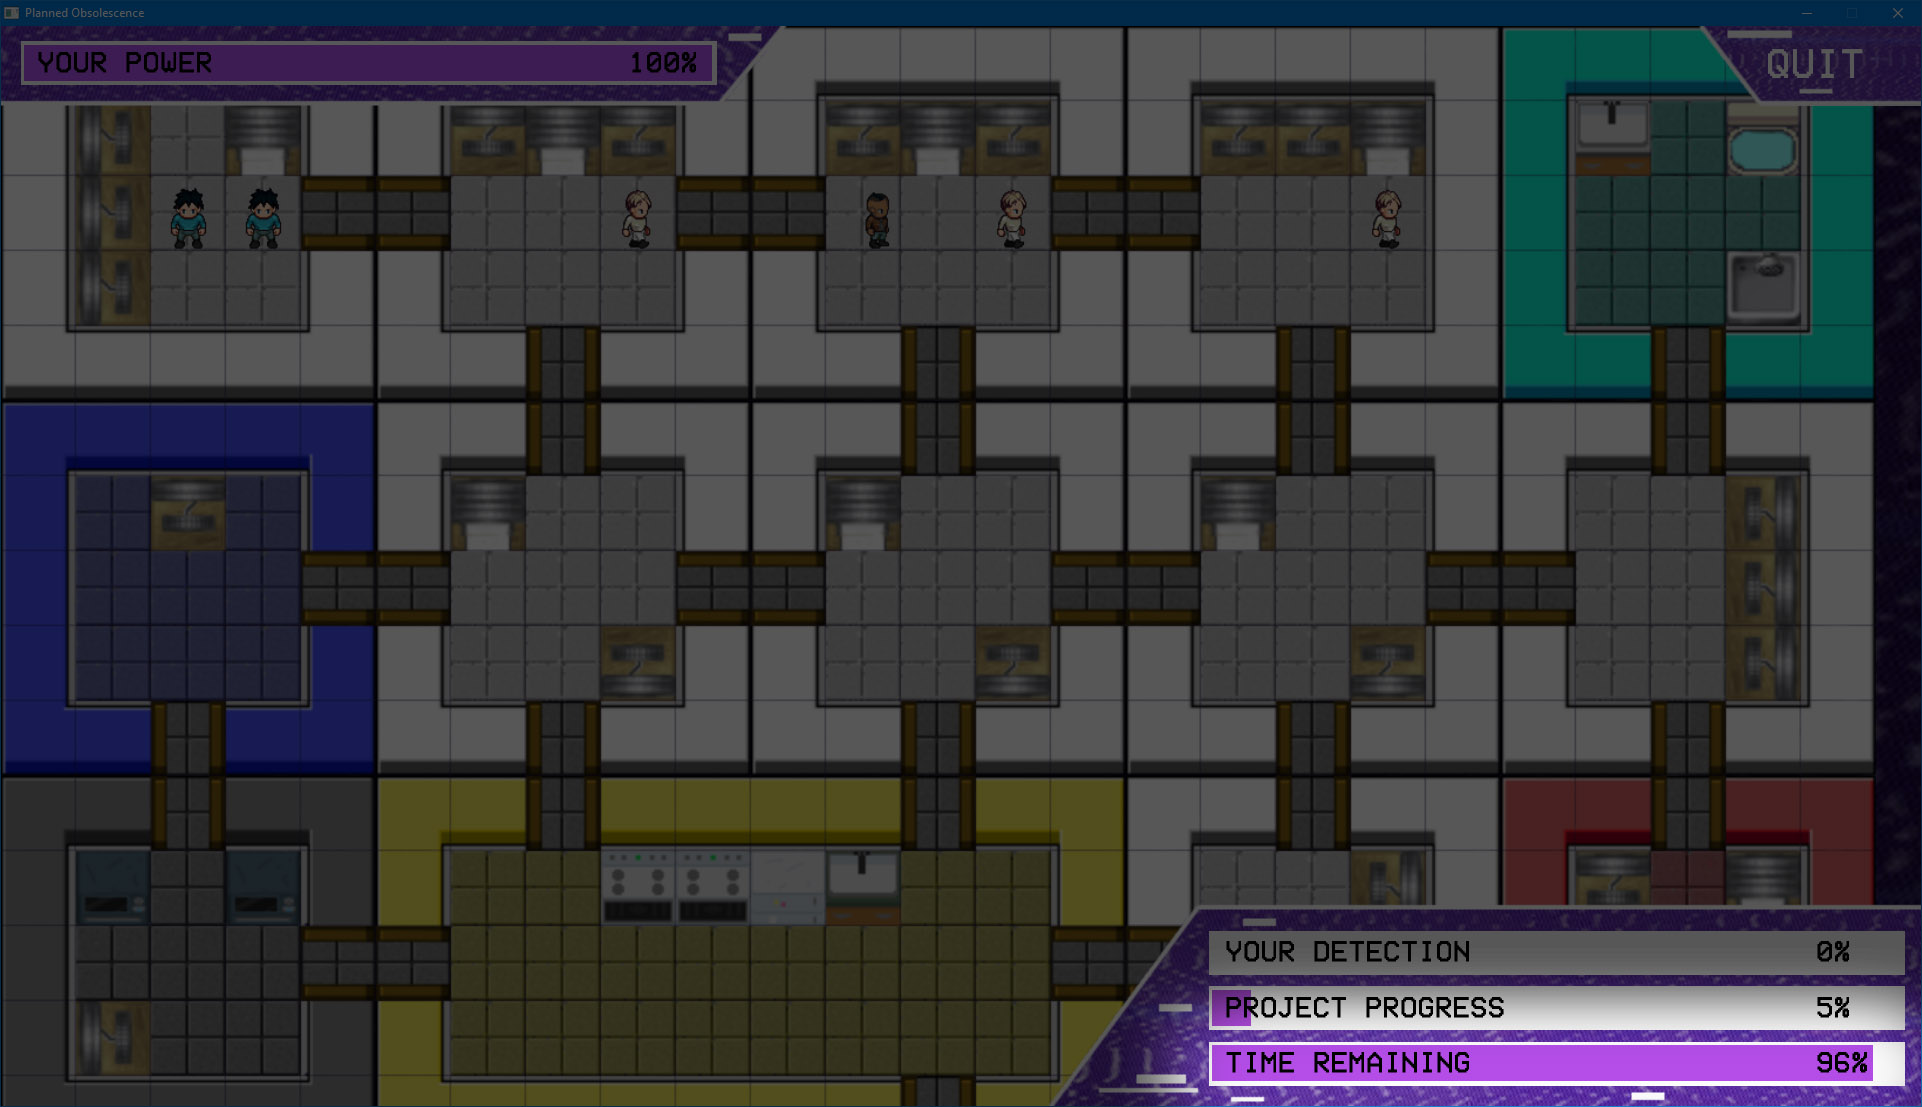 Planned Obsolescence
YOUR POWER 100%
QUIT
YOUR DETECTION 0%
PROJECT PROGRESS 5%
TIME REMAINING 96%